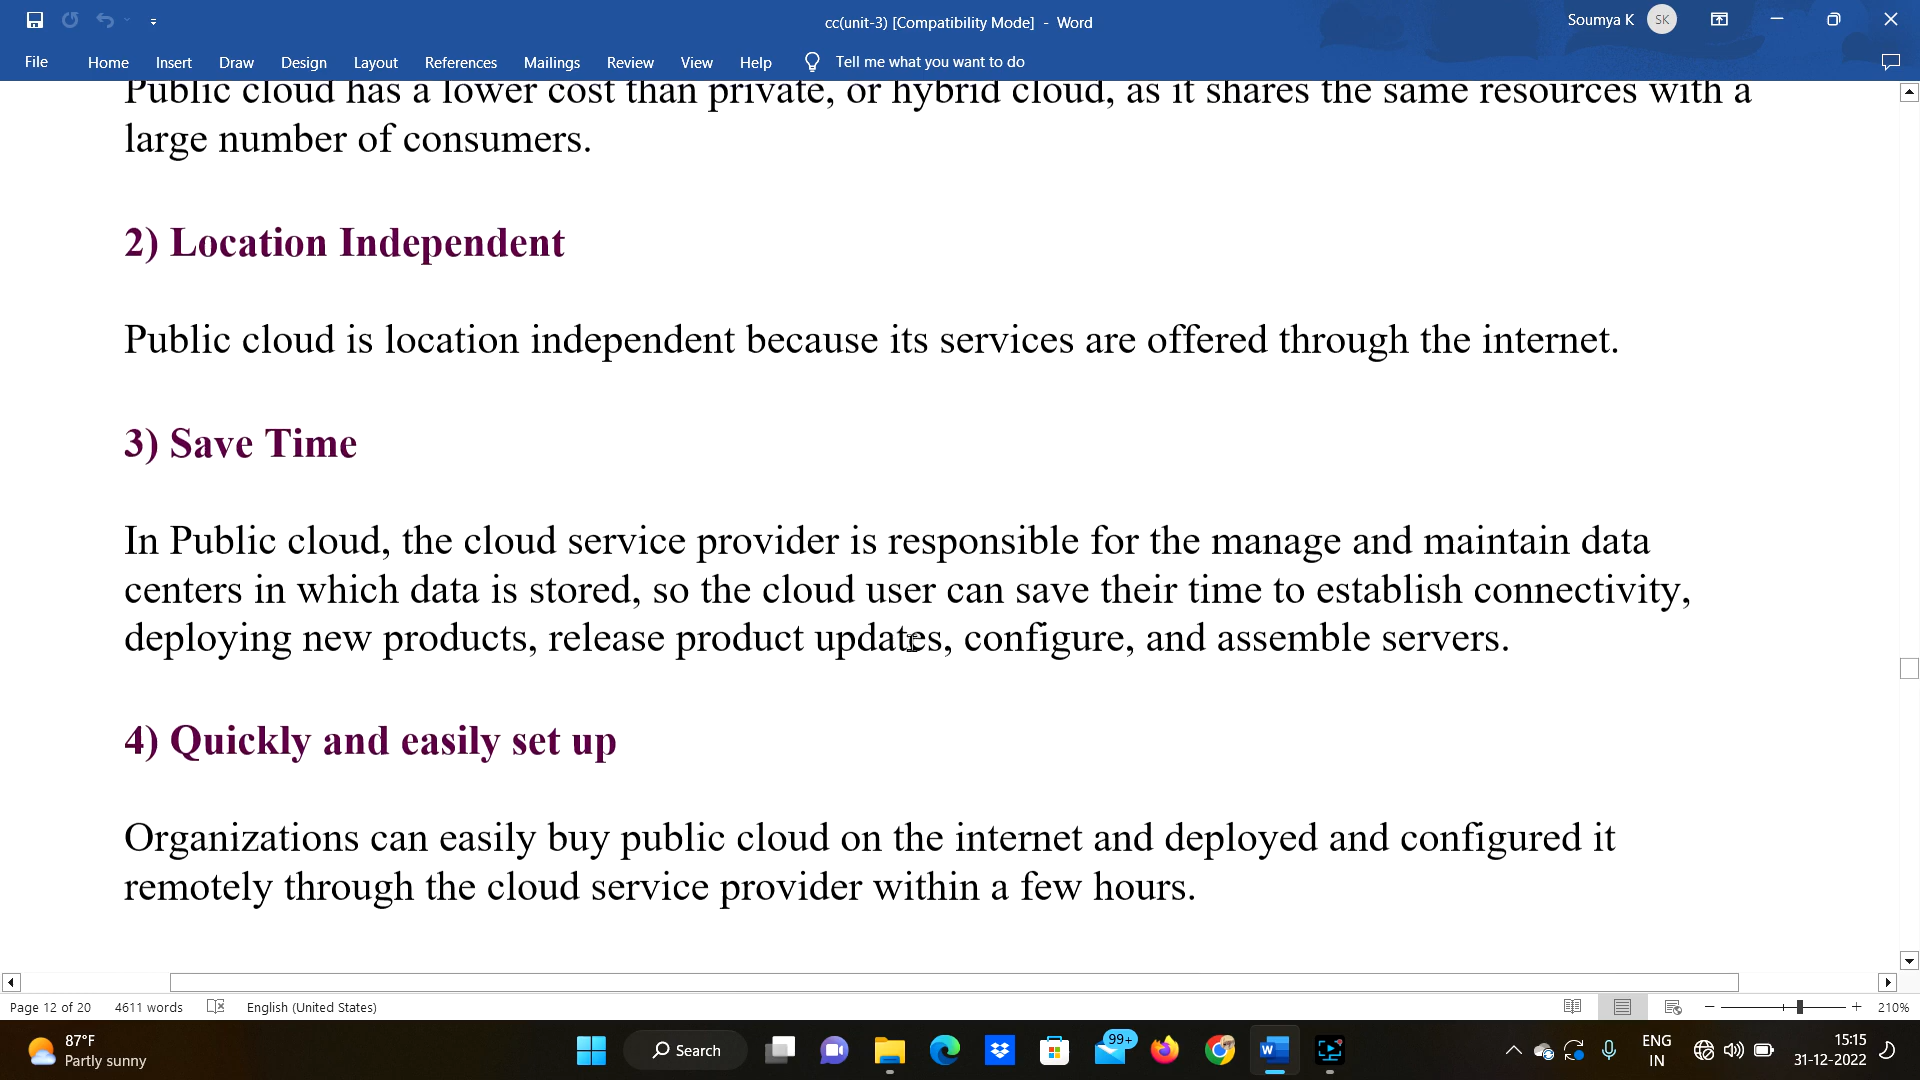 cc(unit-3) [Compatibility Mode] - Word
Soumya K
SK
File
Home
Insert
Draw
Design
Layout
References
Mailings
Review
View
Help
Tell me what you want to do
Public cloud has a lower cost than private, or hybrid cloud, as it shares the same resources with a
large number of consumers.
2) Location Independent
Public cloud is location independent because its services are offered through the internet.
3) Save Time
In Public cloud, the cloud service provider is responsible for the manage and maintain data
centers in which data is stored, so the cloud user can save their time to establish connectivity,
deploying new products, release product updates, configure, and assemble servers.
4) Quickly and easily set up
Organizations can easily buy public cloud on the internet and deployed and configured it
remotely through the cloud service provider within a few hours.
Page 12 of 20
4611 words
English (United States)
210%
87°F
Partly sunny
Search
99+
W
ENG
IN
15:15
31-12-2022